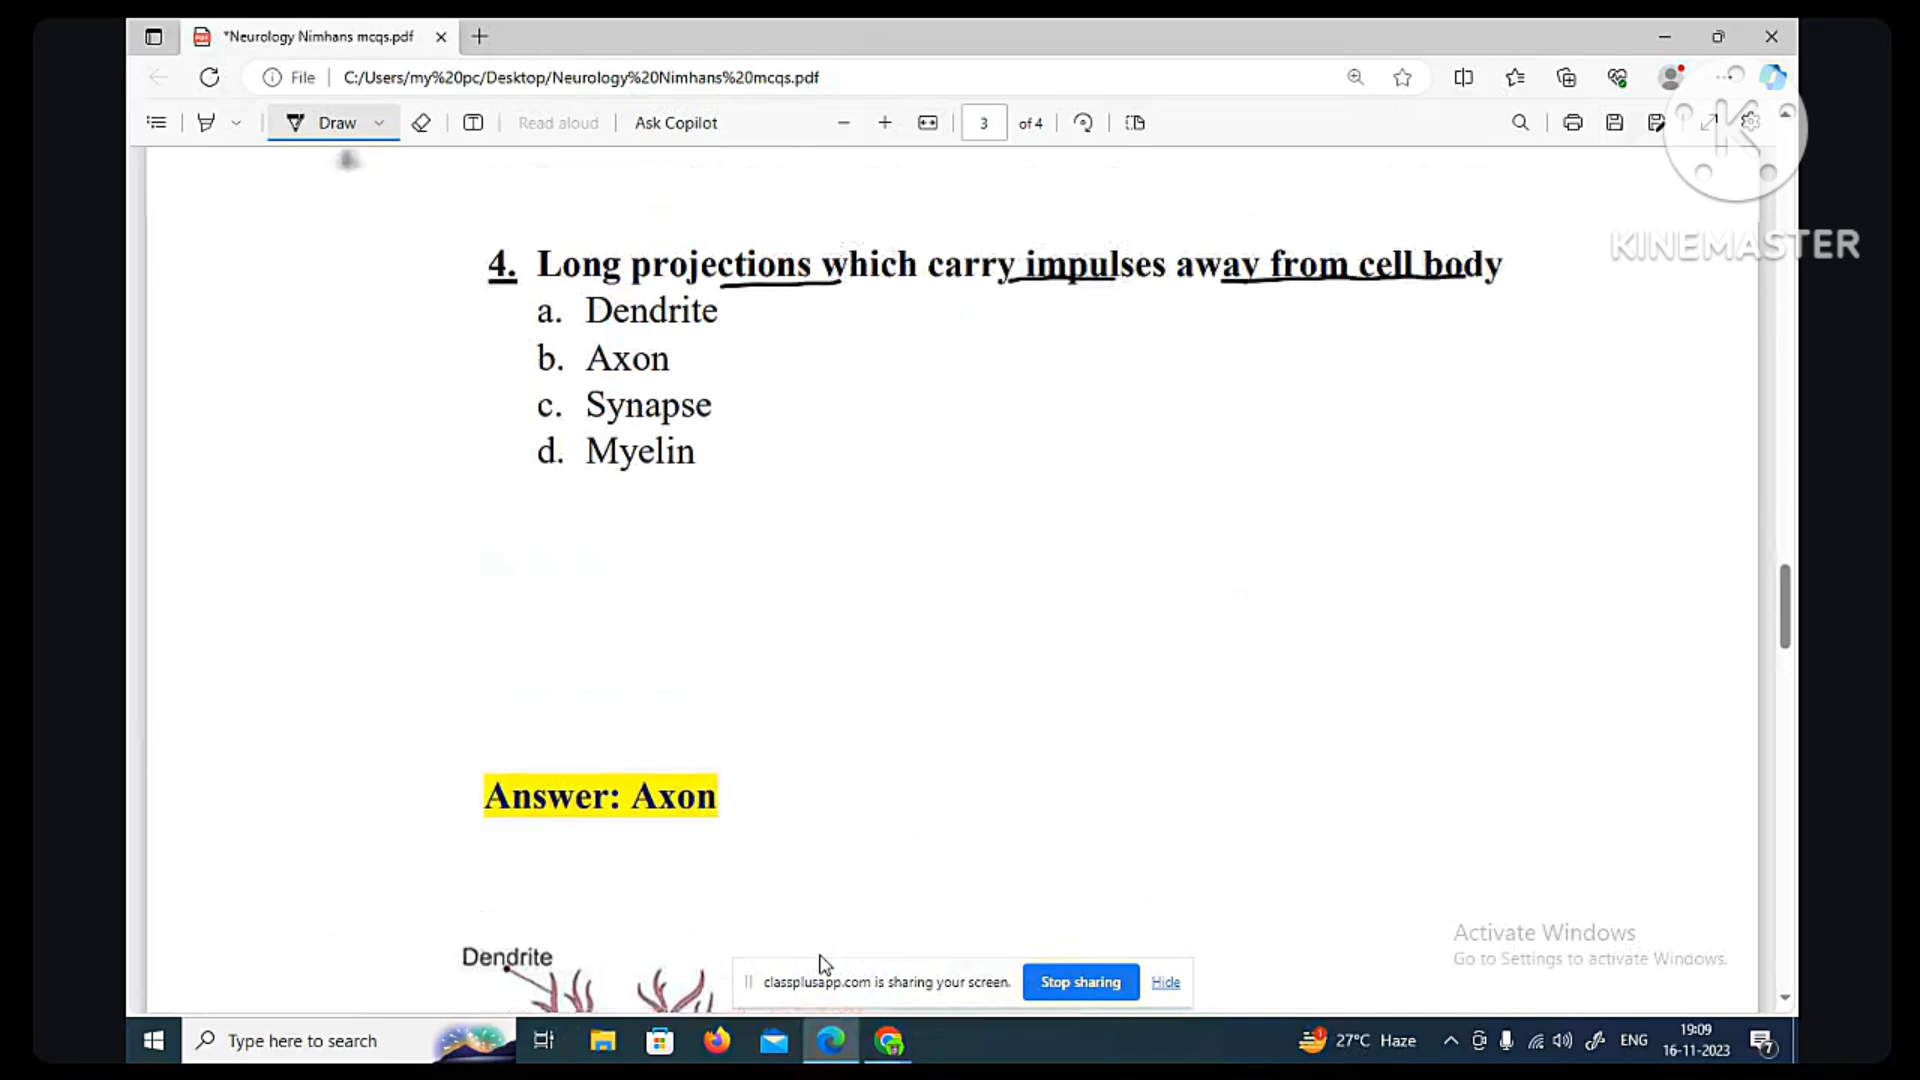 *Neurology Nimhans mcqs.pdf
File
C:/Users/my%20pc/Desktop/Neurology%20Nimhans%20mcqs.pdf
Draw
Read aloud
Ask Copilot
3
of 4
K
KINEMASTER
4. Long projections which carry impulses away from cell body
a. Dendrite
b. Axon
c. Synapse
d. Myelin
Answer: Axon
Dendrite
classplusapp.com is sharing your screen.
Stop sharing
Hide
Activate Windows
Go to Settings to activate Windows.
Type here to search
27°C Haze
ENG
19:09
16-11-2023
7